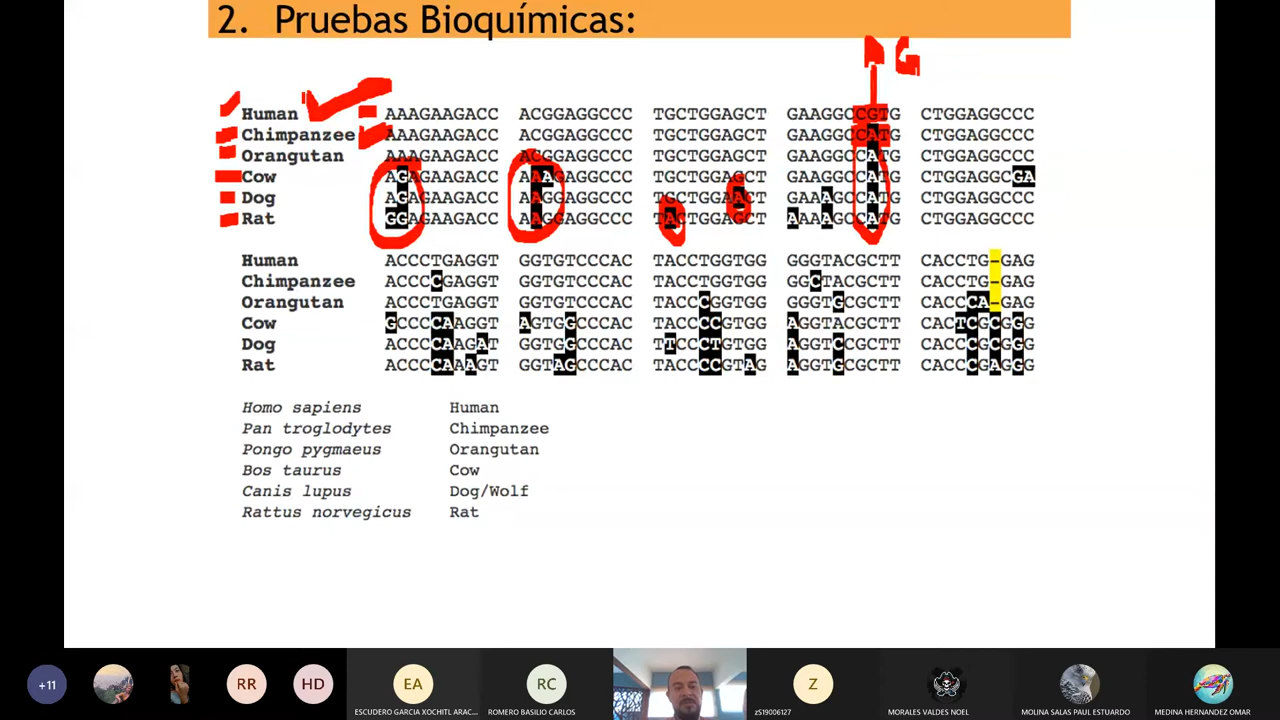 2. Pruebas Bioquímicas:
G
Human AAAGAAGACC ACGGAGGCCC TGCTGGAGCT GAAGGCCGTG CTGGAGGCCC
Chimpanzee AAAGAAGACC ACGGAGGCCC TGCTGGAGCT GAAGGCCATG CTGGAGGCCC
Orangutan AAAGAAGACC ACGGAGGCCC TGCTGGAGCT GAAGGCCATG CTGGAGGCCC
Cow AGAGAAGACC AAAGAGGCCC TGCTGGAGCT GAAGGCCATG CTGGAGGCGA
Dog AGAGAAGACC AAGGAGGCCC TGCTGGAACT GAAAGCCATG CTGGAGGCCC
Rat GGAGAAGACC AAGGAGGCCC TACTGGAGCT AAAAGCCATG CTGGAGGCCC
Human ACCCTGAGGT GGTGTCCCAC TACCTGGTGG GGGTACGCTT CACCTG-GAG
Chimpanzee ACCCCGAGGT GGTGTCCCAC TACCTGGTGG GGCTACGCTT CACCTG-GAG
Orangutan ACCCTGAGGT GGTGTCCCAC TACCCGGTGG GGGTGCGCTT CACCCA-GAG
Cow GCCCCAAGGT AGTGGCCCAC TACCCCGTGG AGGTACGCTT CACTCGCGGG
Dog ACCCCAAGAT GGTGGCCCAC TTCCCTGTGG AGGTCCGCTT CACCCGCGGG
Rat ACCCCAAAGT GGTAGCCCAC TACCCCGTAG AGGTGCGCTT CACCCGAGGG
Homo sapiens Human
Pan troglodytes Chimpanzee
Pongo pygmaeus Orangutan
Bos taurus Cow
Canis lupus Dog/Wolf
Rattus norvegicus Rat
+11 RR HD EA RC Z
ESCUDERO GARCIA XOCHITL ARAC... ROMERO BASILIO CARLOS zS19006127 MORALES VALDES NOEL MOLINA SALAS PAUL ESTUARDO MEDINA HERNANDEZ OMAR